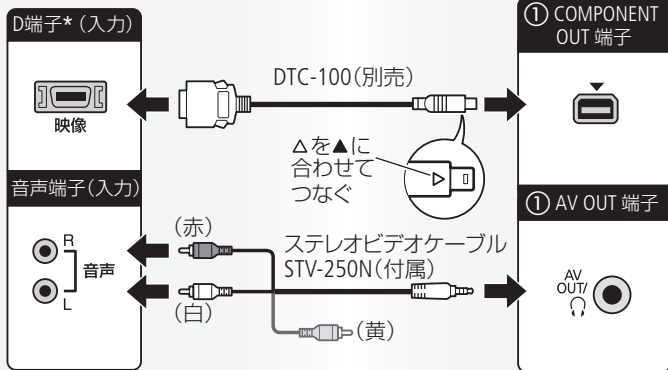 D端子*（入力）
映像
DTC-100（別売）
△を▲に
合わせて
つなぐ
① COMPONENT
OUT 端子
音声端子（入力）
R
音声
L
（赤）
（白）
ステレオビデオケーブル
STV-250N（付属）
（黄）
① AV OUT 端子
AV
OUT/